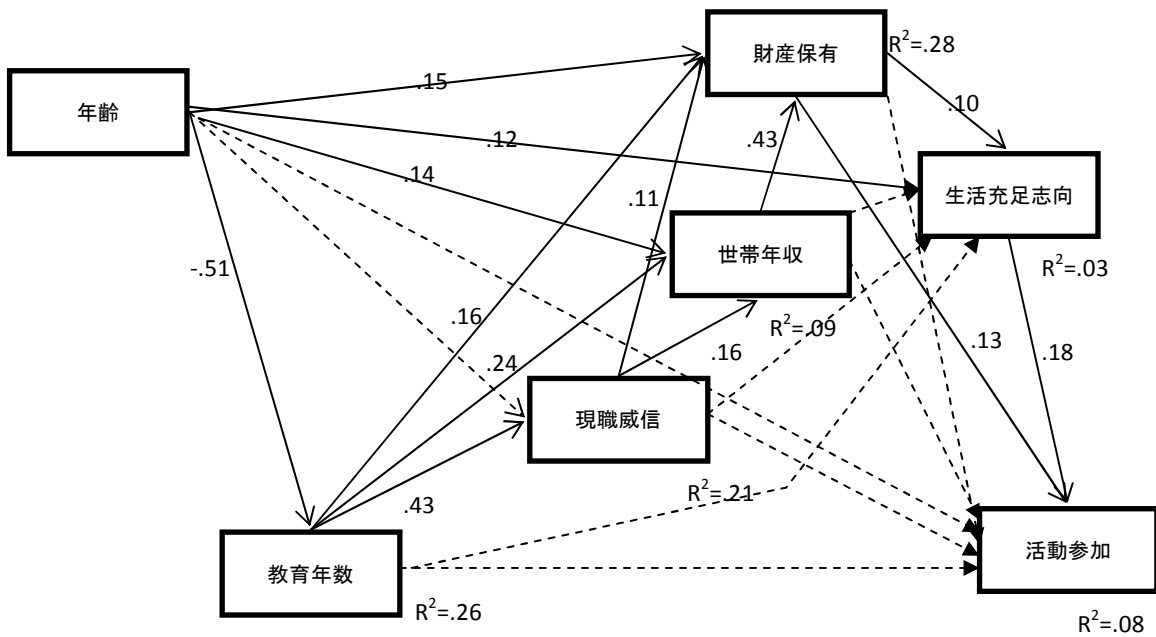 財産保有
R²=.28
年齢
.15
.10
.12
.43
生活充足志向
.14
.11
世帯年収
-.51
R²=.03
.16
R²=.09
.24
.16
.13
.18
現職威信
.43
R²=.21
教育年数
活動参加
R²=.26
R²=.08